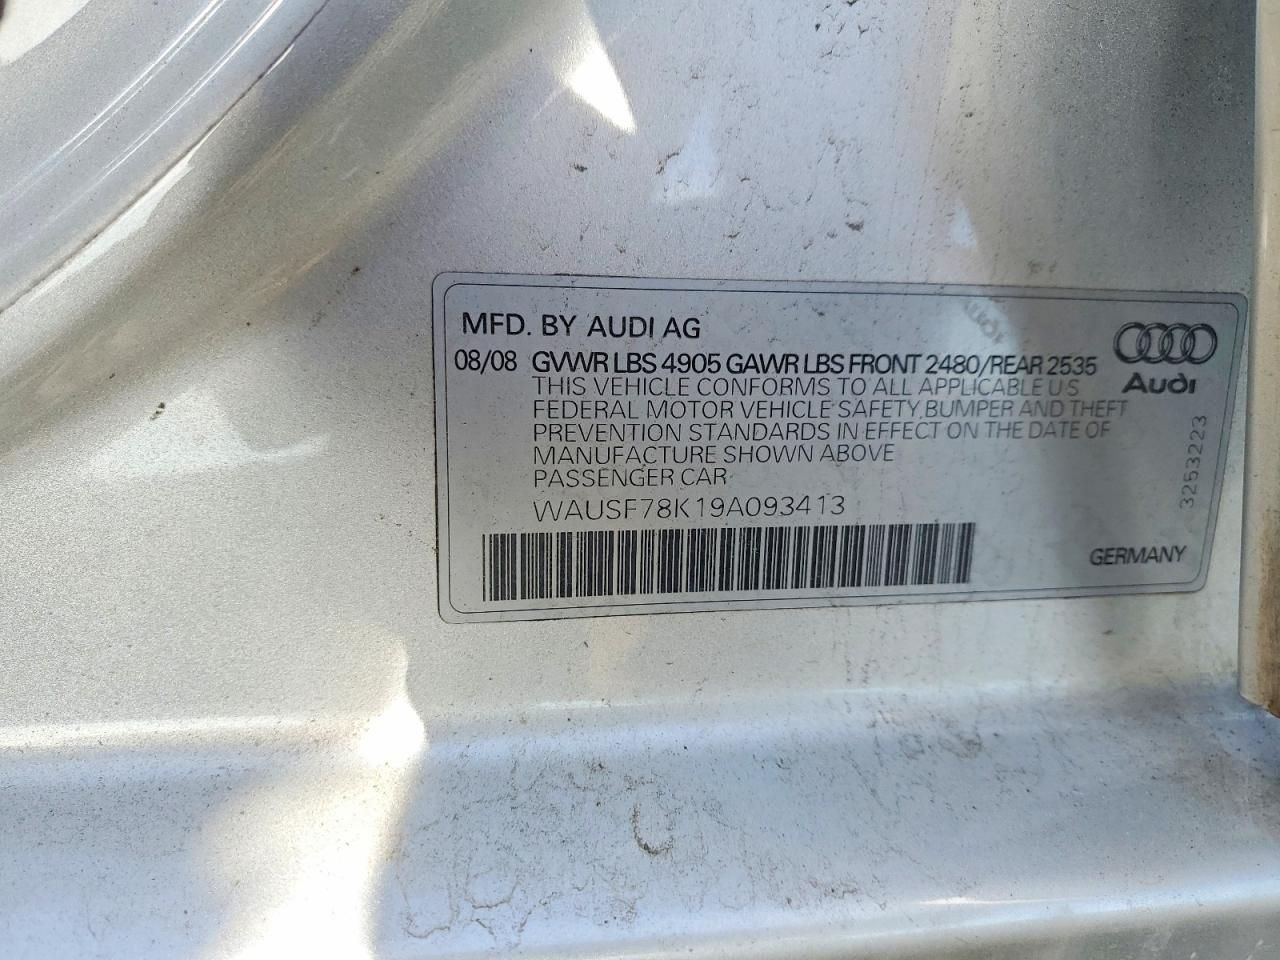 MFD. BY AUDI AG
08/08 GVWR LBS 4905 GAWR LBS FRONT 2480/REAR 2535
THIS VEHICLE CONFORMS TO ALL APPLICABLE U S
FEDERAL MOTOR VEHICLE SAFETY, BUMPER AND THEFT
PREVENTION STANDARDS IN EFFECT ON THE DATE OF
MANUFACTURE SHOWN ABOVE
PASSENGER CAR
WAUSF78K19A093413
Audi
3253223
GERMANY